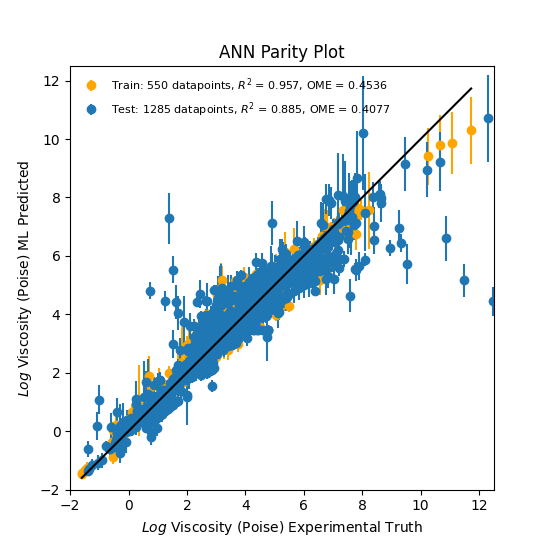 ANN Parity Plot
Train: 550 datapoints, R² = 0.957, OME = 0.4536
Test: 1285 datapoints, R² = 0.885, OME = 0.4077
Log Viscosity (Poise) ML Predicted
12
10
8
6
4
2
0
−2
−2 0 2 4 6 8 10 12
Log Viscosity (Poise) Experimental Truth